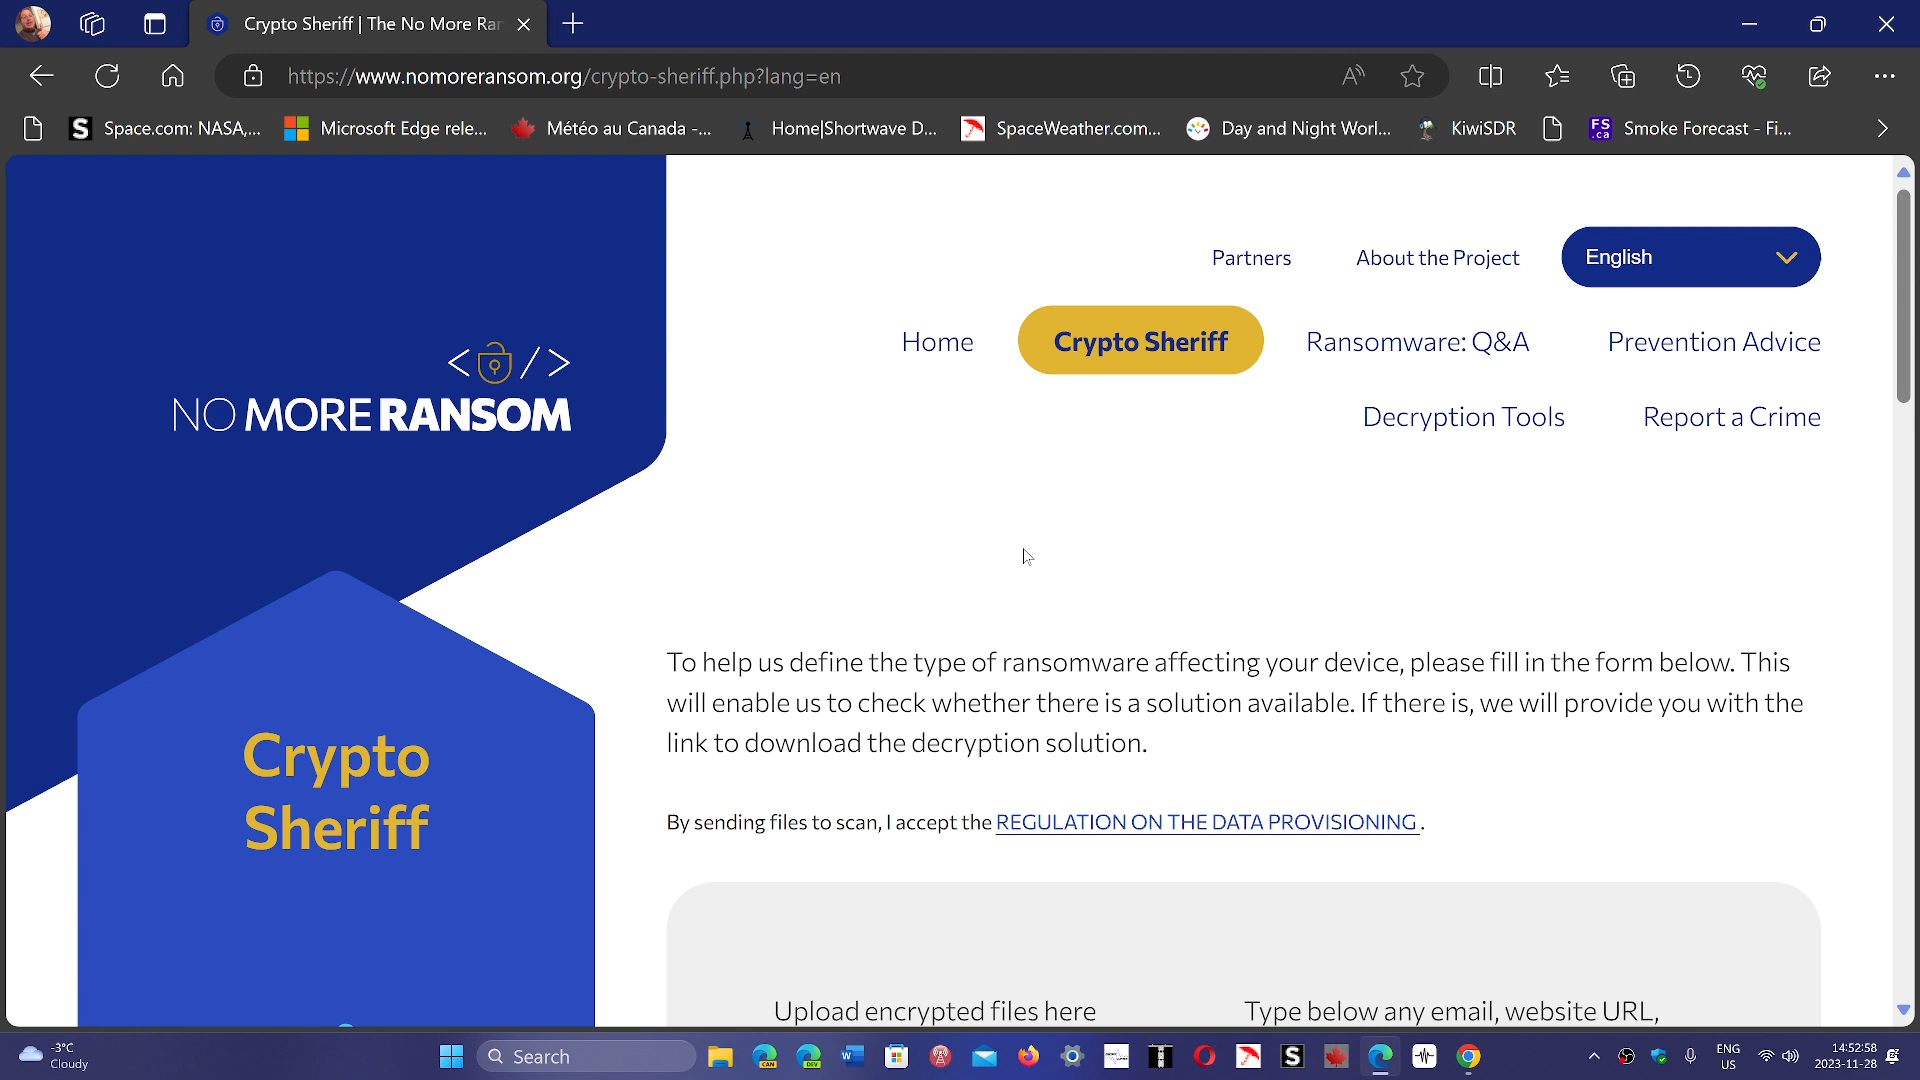 Crypto Sheriff | The No More Ran
https://www.nomoreransom.org/crypto-sheriff.php?lang=en
Space.com: NASA,...
Microsoft Edge rele...
Météo au Canada -...
Home|Shortwave D...
SpaceWeather.com...
Day and Night Worl...
KiwiSDR
FS
.ca
Smoke Forecast - Fi...
Partners
About the Project
English
Home
Crypto Sheriff
Ransomware: Q&A
Prevention Advice
Decryption Tools
Report a Crime
NO MORE RANSOM
Crypto
Sheriff
To help us define the type of ransomware affecting your device, please fill in the form below. This
will enable us to check whether there is a solution available. If there is, we will provide you with the
link to download the decryption solution.
By sending files to scan, I accept the REGULATION ON THE DATA PROVISIONING.
Upload encrypted files here
Type below any email, website URL,
-3°C
Cloudy
Search
CAN
DEV
ENG
US
14:52:58
2023-11-28